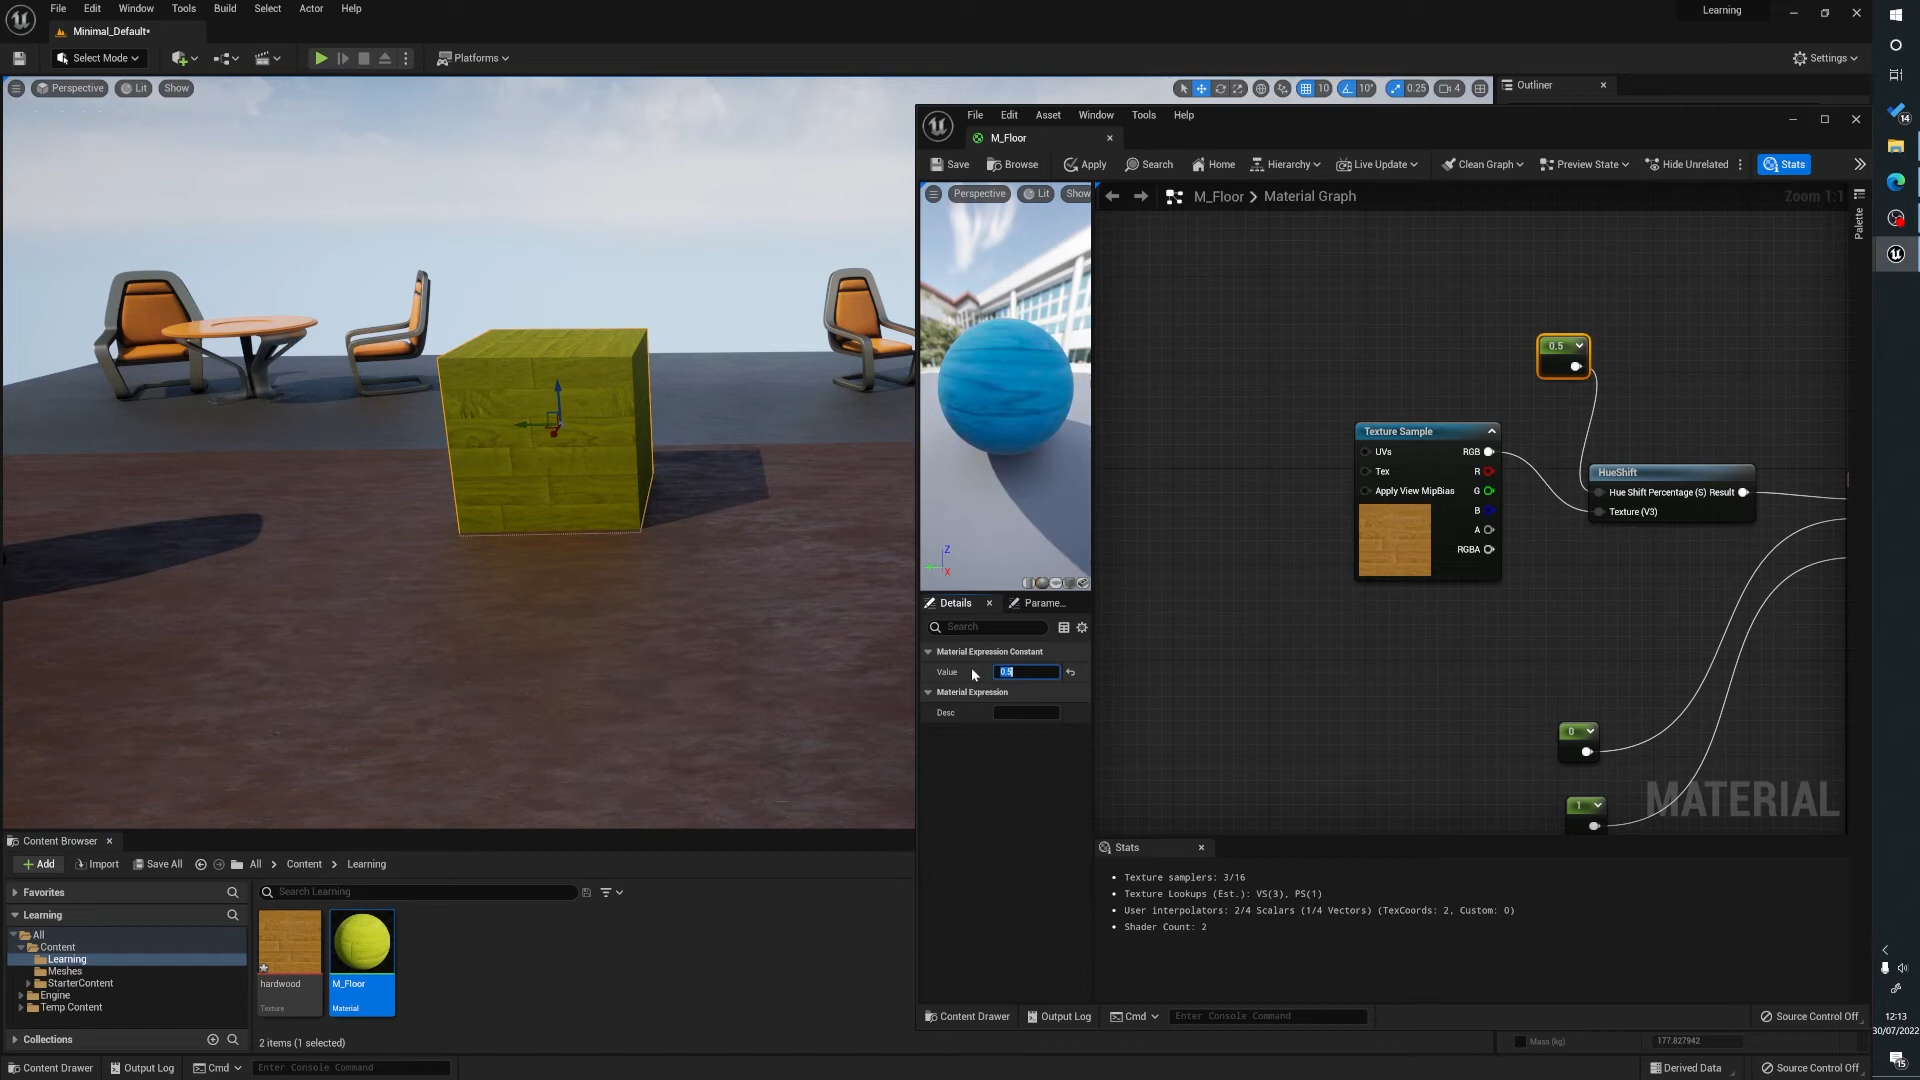 File Edit Window Tools Build Select Actor Help
Learning
Minimal_Default*
Select Mode
Platforms
Settings
Perspective Lit Show
10 10° 0.25 4
Outliner
File Edit Asset Window Tools Help
M_Floor
Save Browse Apply Search Home Hierarchy Live Update Clean Graph Preview State Hide Unrelated Stats
Perspective Lit Show
M_Floor > Material Graph
Zoom 1:1
Palette
0.5
Texture Sample
UVs RGB
Tex R
Apply View MipBias G
B
A
RGBA
HueShift
Hue Shift Percentage (S) Result
Texture (V3)
0
1
MATERIAL
Z
X
Details Parame...
Search
Material Expression Constant
Value 0.5
Material Expression
Desc
Stats
Texture samplers: 3/16
Texture Lookups (Est.): VS(3), PS(1)
User interpolators: 2/4 Scalars (1/4 Vectors) (TexCoords: 2, Custom: 0)
Shader Count: 2
Content Drawer Output Log Cmd Enter Console Command Source Control Off
Content Browser
Add Import Save All All > Content > Learning
Favorites
Search Learning
Learning
All
Content
Learning
Meshes
StarterContent
Engine
Temp Content
Collections
hardwood
Texture
M_Floor
Material
2 items (1 selected)
Mass (kg) 177.827942
Content Drawer Output Log Cmd Enter Console Command Derived Data Source Control Off
14
12:13
30/07/2022
15